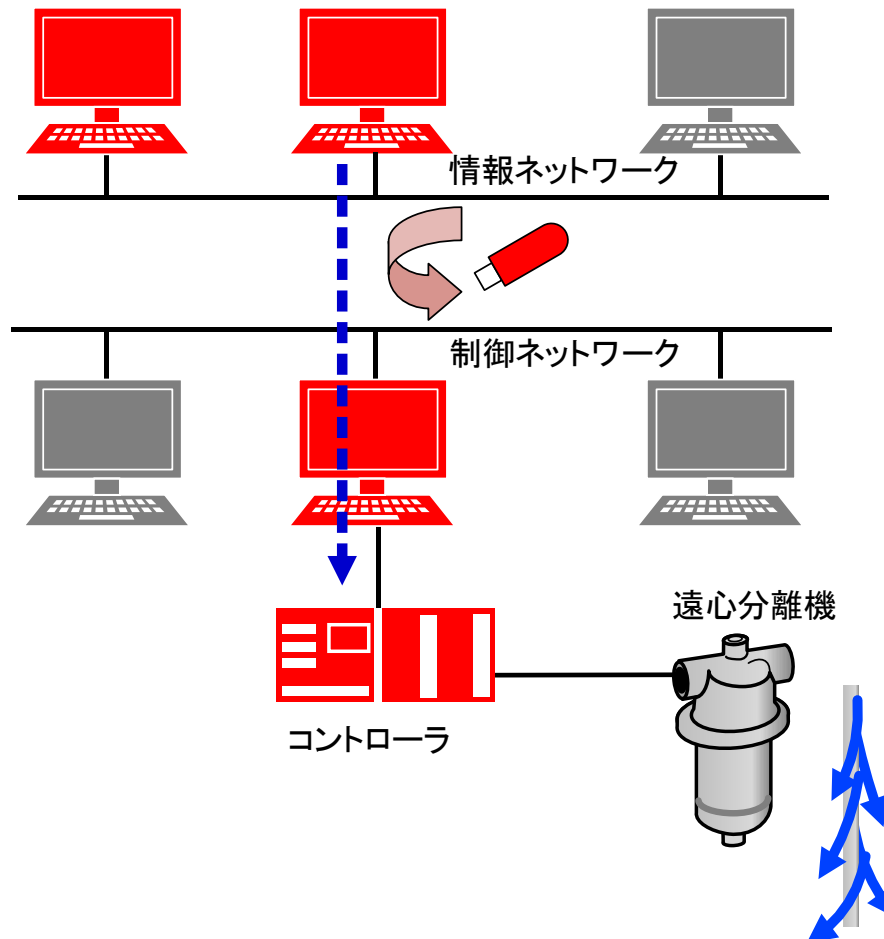 情報ネットワーク
制御ネットワーク
遠心分離機
コントローラ